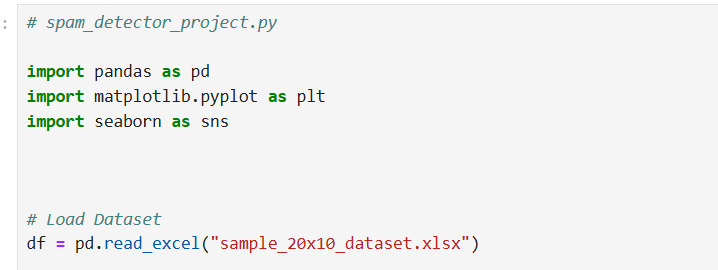 :
# spam_detector_project.py
import pandas as pd
import matplotlib.pyplot as plt
import seaborn as sns
# Load Dataset
df = pd.read_excel("sample_20x10_dataset.xlsx")